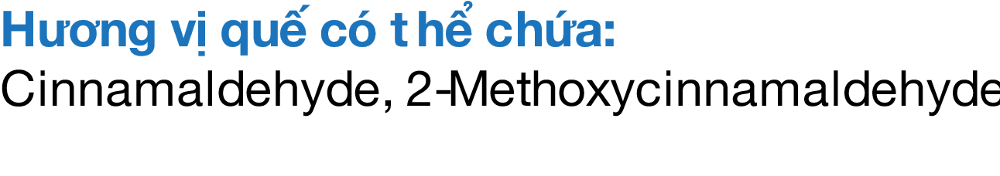 Hương vị quế có thể chứa:
Cinnamaldehyde, 2-Methoxycinnamaldehyde